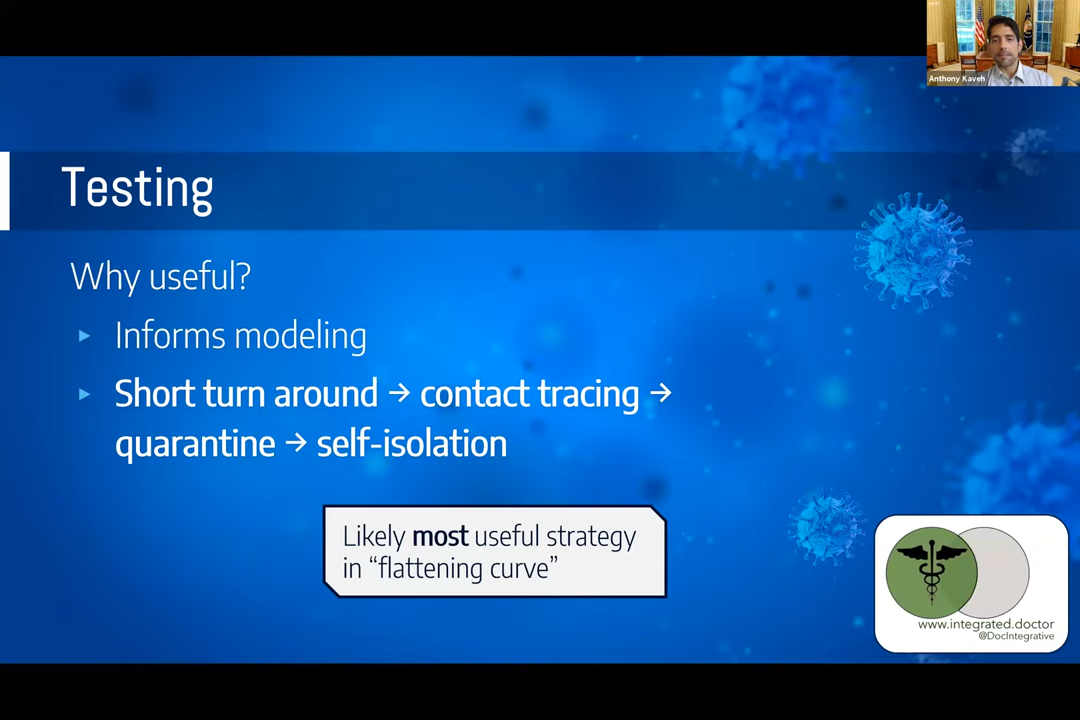 Anthony Kaveh
Testing
Why useful?
Informs modeling
Short turn around → contact tracing →
quarantine → self-isolation
Likely most useful strategy
in “flattening curve”
www.integrated.doctor
@DocIntegrative